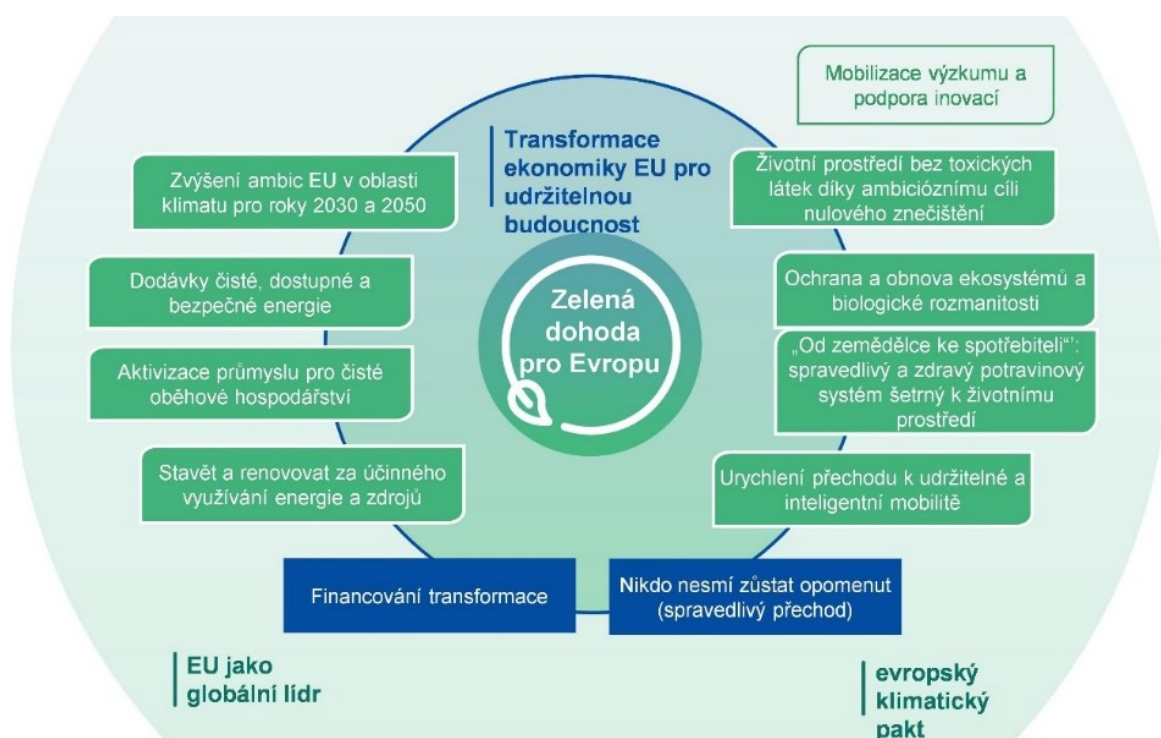 Mobilizace výzkumu a
podpora inovací
Transformace
ekonomiky EU pro
udržitelnou
budoucnost
Zvýšení ambic EU v oblasti
klimatu pro roky 2030 a 2050
Dodávky čisté, dostupné a
bezpečné energie
Aktivizace průmyslu pro čisté
oběhové hospodářství
Stavět a renovovat za účinného
využívání energie a zdrojů
Zelená
dohoda
pro Evropu
Životní prostředí bez toxických
látek díky ambicióznímu cíli
nulového znečištění
Ochrana a obnova ekosystémů a
biologické rozmanitosti
„Od zemědělce ke spotřebiteli“':
spravedlivý a zdravý potravinový
systém šetrný k životnímu
prostředí
Urychlení přechodu k udržitelné a
inteligentní mobilitě
Financování transformace
Nikdo nesmí zůstat opomenut
(spravedlivý přechod)
EU jako
globální lídr
evropský
klimatický
pakt